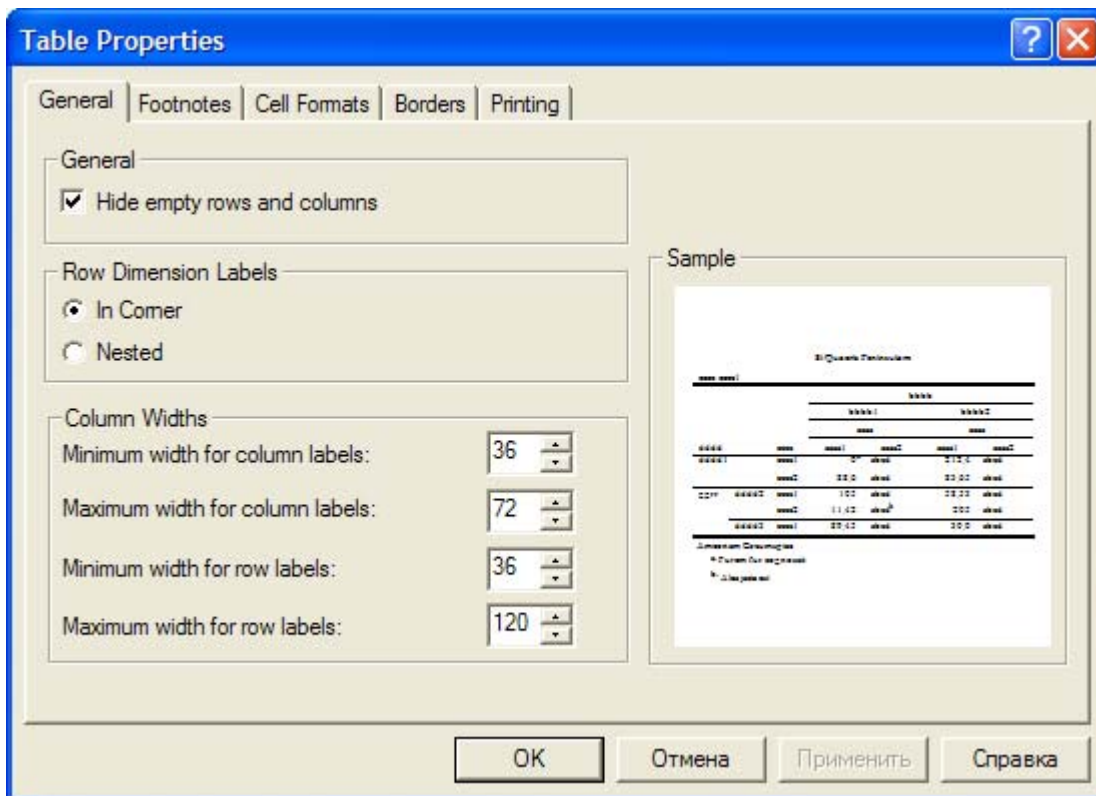 Table Properties
General Footnotes Cell Formats Borders Printing
General
Hide empty rows and columns
Row Dimension Labels
In Corner
Nested
Column Widths
Minimum width for column labels: 36
Maximum width for column labels: 72
Minimum width for row labels: 36
Maximum width for row labels: 120
Sample
OK Отмена Применить Справка